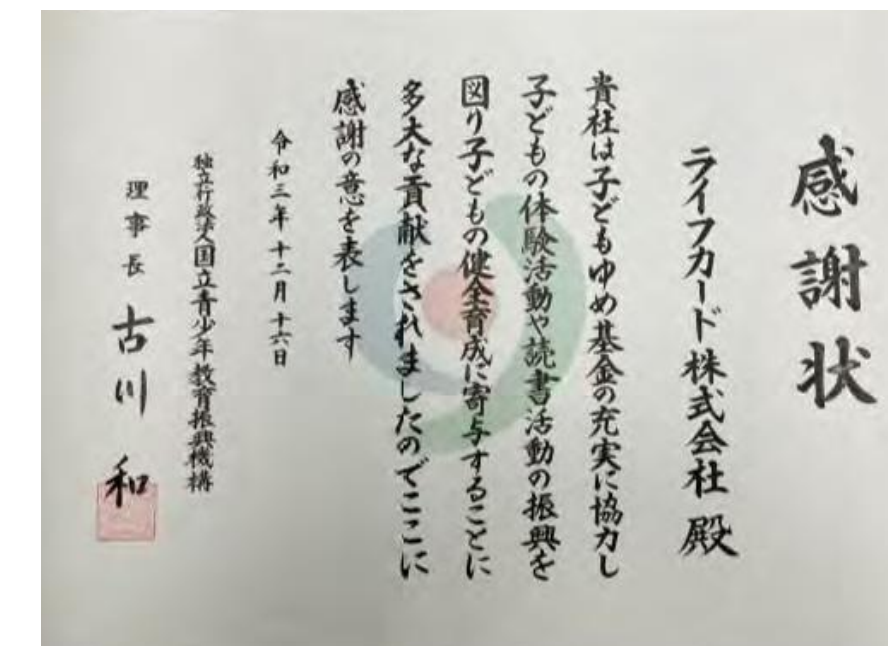 感謝状
ライフカード株式会社 殿
貴社は子どもゆめ基金の充実に協力し
子どもの体験活動や読書活動の振興を
図り子どもの健全育成に寄与することに
多大な貢献をされましたのでここに
感謝の意を表します
令和三年十二月十六日
独立行政法人国立青少年教育振興機構
理事長 古川 和